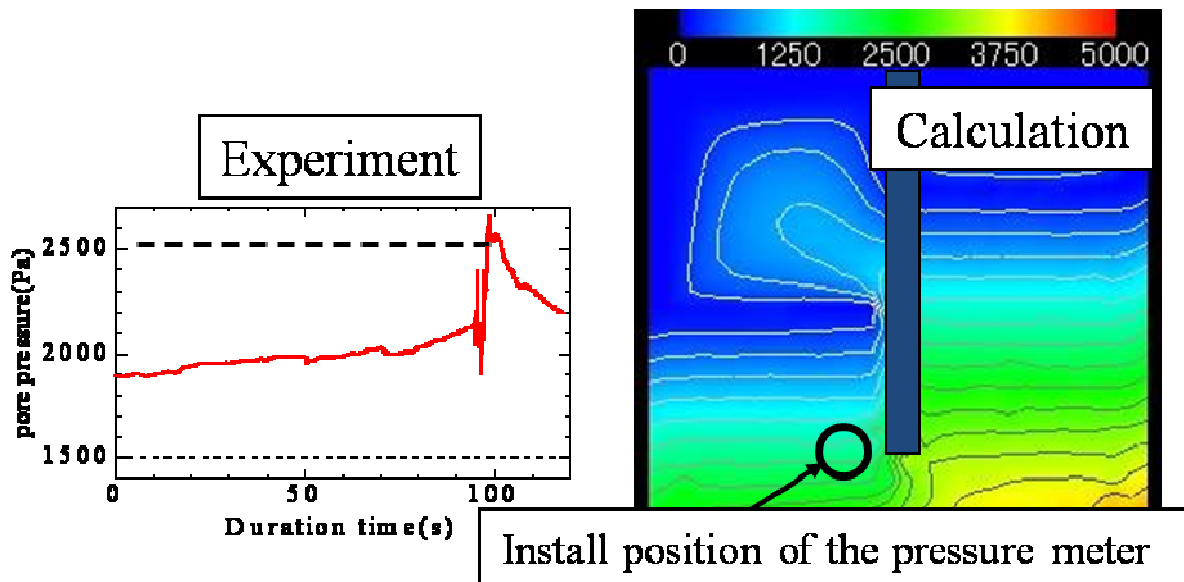 Experiment
pore pressure(Pa)
2500
2000
1500
0 50 100
Duration time(s)
0 1250 2500 3750 5000
Calculation
Install position of the pressure meter